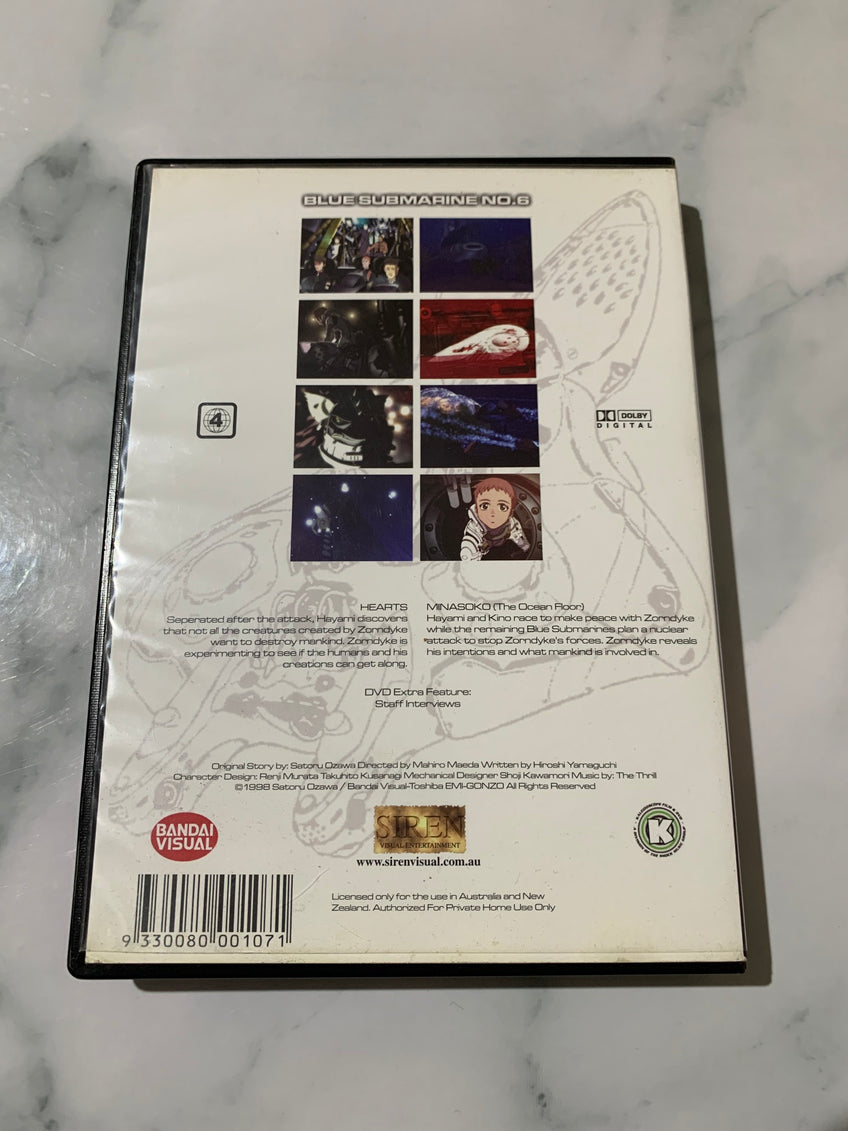 BLUE SUBMARINE NO.6
4
DOLBY
DIGITAL
HEARTS
Seperated after the attack, Hayami discovers
that not all the creatures created by Zorndyke
want to destroy mankind. Zorndyke is
experimenting to see if the humans and his
creations can get along.
MINASOKO (The Ocean Floor)
Hayami and Kino race to make peace with Zorndyke
while the remaining Blue Submarines plan a nuclear
attack to stop Zorndyke's forces. Zorndyke reveals
his intentions and what mankind is involved in.
DVD Extra Feature:
Staff Interviews
Original Story by: Satoru Ozawa Directed by Mahiro Maeda Written by Hiroshi Yamaguchi
Character Design: Renji Murata Takuhito Kusanagi Mechanical Designer Shoji Kawamori Music by: The Thrill
©1998 Satoru Ozawa / Bandai Visual-Toshiba EMI-GONZO All Rights Reserved
BANDAI
VISUAL
SIREN
VISUAL ENTERTAINMENT
www.sirenvisual.com.au
K
Licensed only for the use in Australia and New
Zealand. Authorized For Private Home Use Only
9 330080 001071